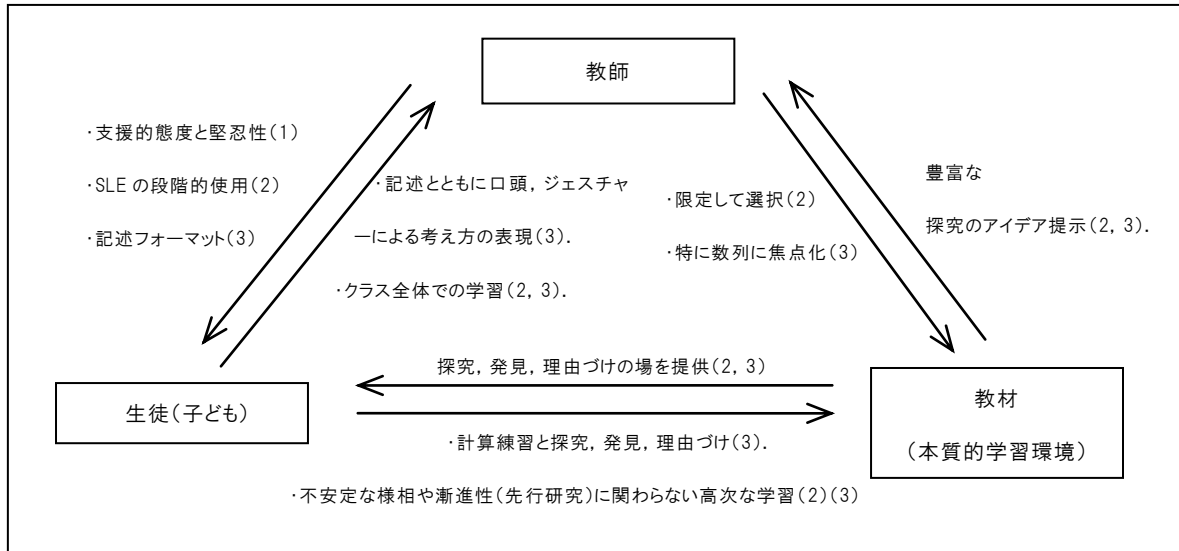 教師
・支援的態度と堅忍性(1)
・SLE の段階的使用(2)
・記述フォーマット(3)
・記述とともに口頭, ジェスチャ
ーによる考え方の表現(3).
・クラス全体での学習(2, 3).
・限定して選択(2)
・特に数列に焦点化(3)
豊富な
探究のアイデア提示(2, 3).
探究, 発見, 理由づけの場を提供(2, 3)
生徒(子ども)
教材
(本質的学習環境)
・計算練習と探究, 発見, 理由づけ(3).
・不安定な様相や漸進性(先行研究)に関わらない高次な学習(2)(3)